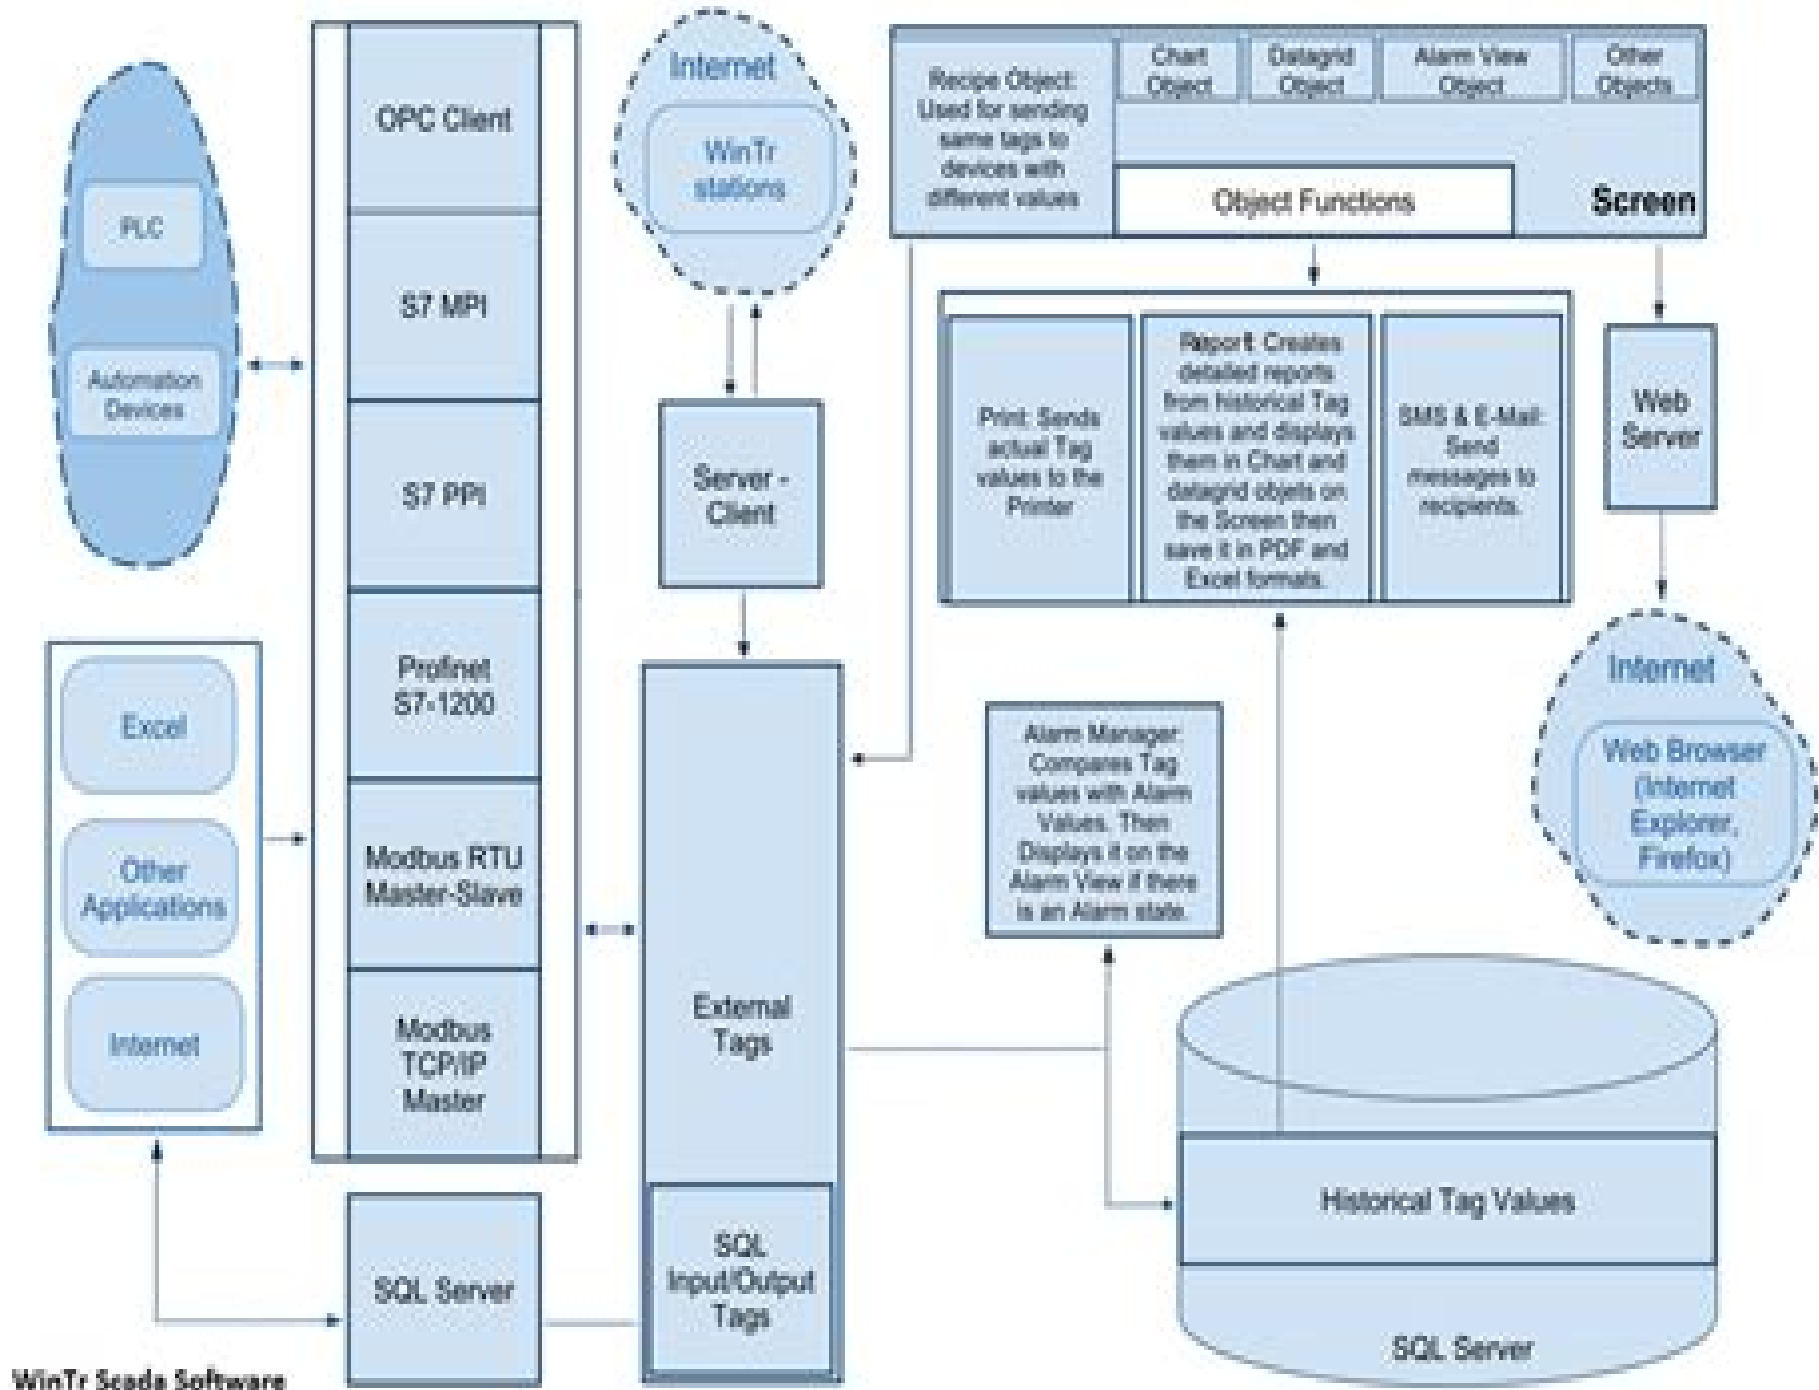 PLC
Automation
Devices
Excel
Other
Applications
Internet
OPC Client
S7 MPI
S7 PPI
Profinet
S7-1200
Modbus RTU
Master-Slave
Modbus
TCP/IP
Master
SQL Server
Internet
WinTr
stations
Server -
Client
External
Tags
SQL
Input/Output
Tags
Recipe Object:
Used for sending
same tags to
devices with
different values
Chart
Object
Datagrid
Object
Alarm View
Object
Other
Objects
Object Functions
Screen
Print: Sends
actual Tag
values to the
Printer
Report: Creates
detailed reports
from historical Tag
values and displays
them in Chart and
datagrid objets on
the Screen then
save it in PDF and
Excel formats.
SMS & E-Mail:
Send
messages to
recipients.
Web
Server
Internet
Web Browser
(Internet
Explorer,
Firefox)
Alarm Manager:
Compares Tag
values with Alarm
Values. Then
Displays it on the
Alarm View if there
is an Alarm state.
Historical Tag Values
SQL Server
WinTr Scada Software